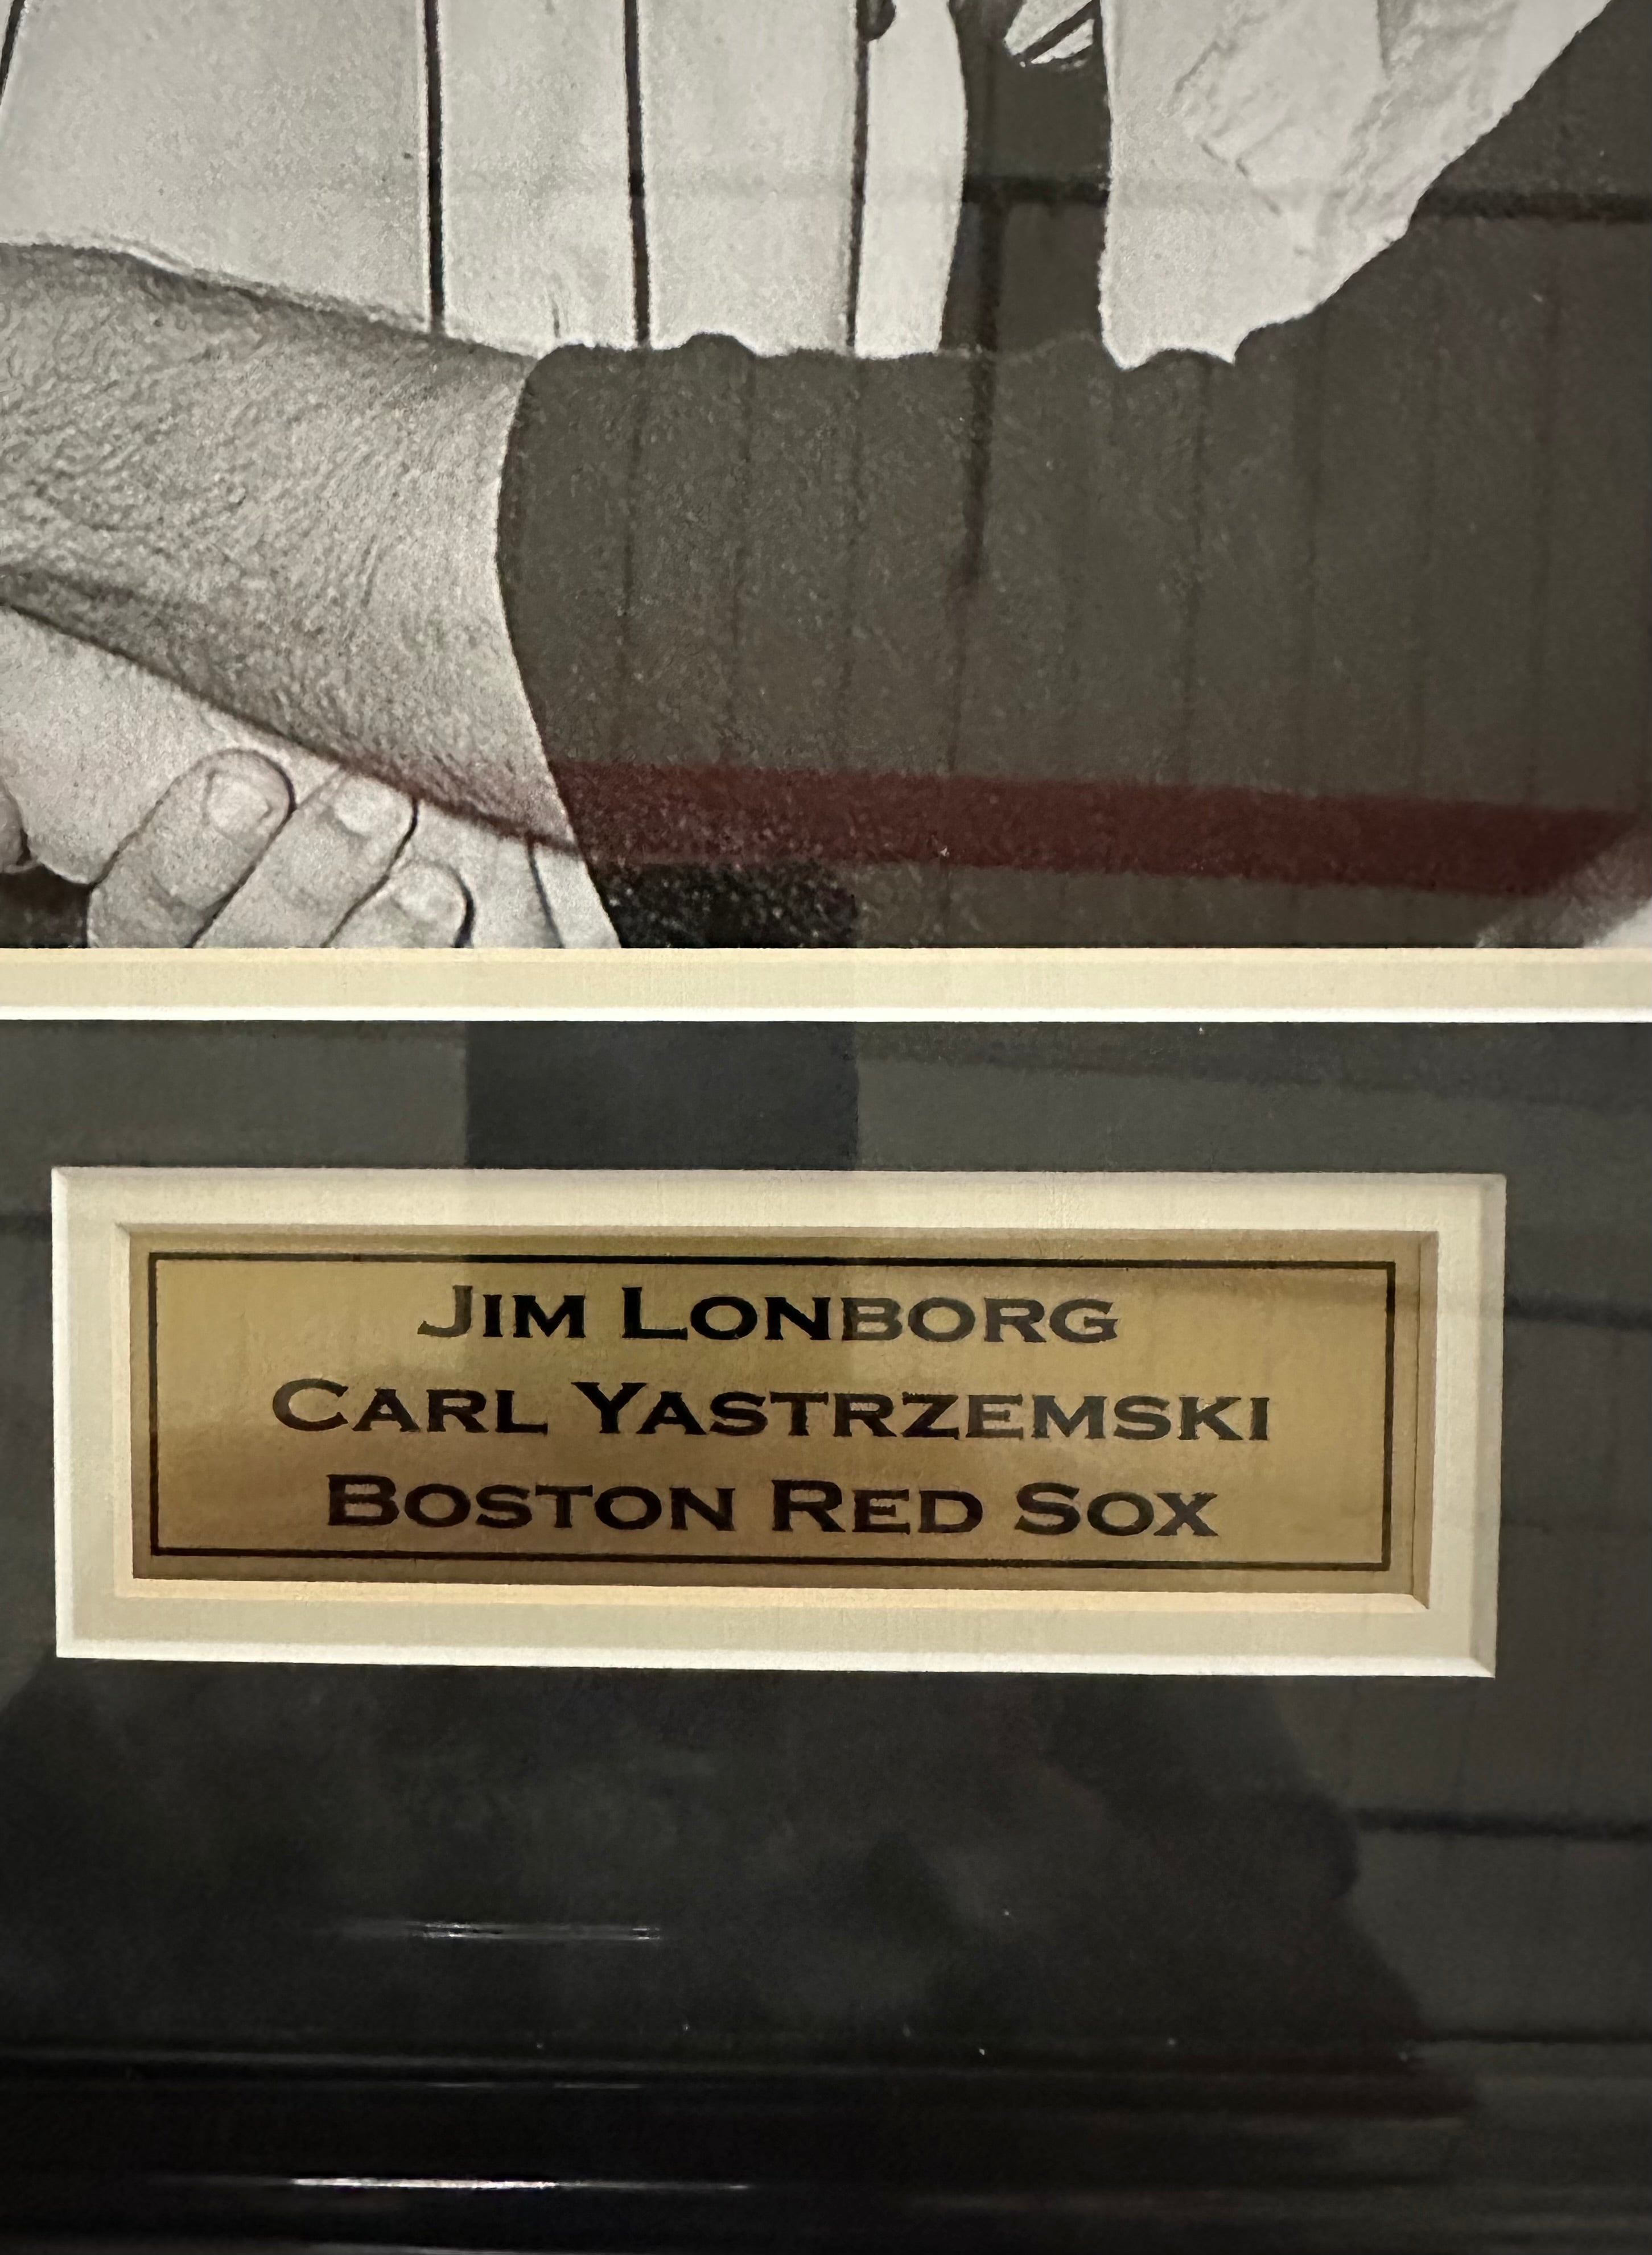 JIM LONBORG
CARL YASTRZEMSKI
BOSTON RED SOX